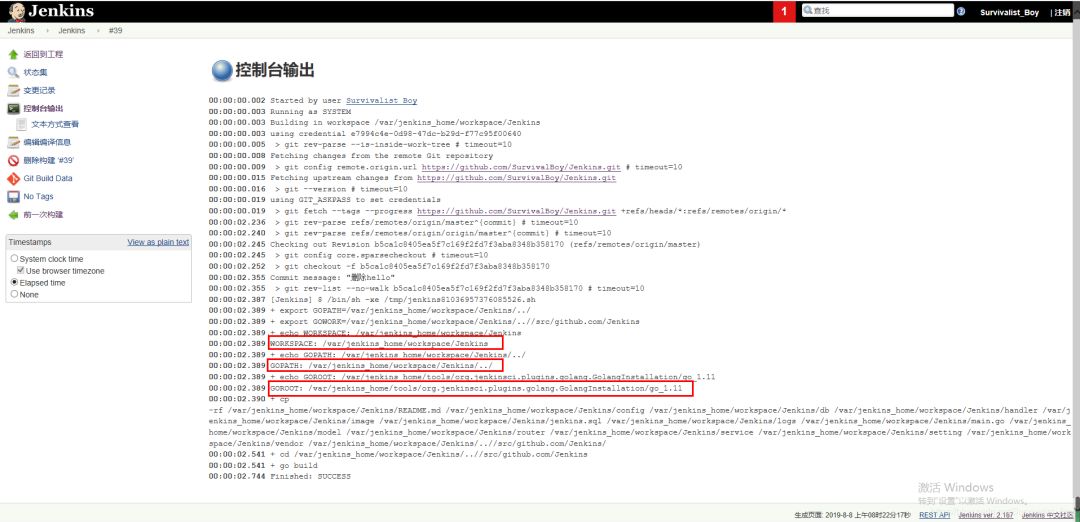 Jenkins
1
查找
Survivalist_Boy
| 注销
Jenkins › Jenkins › #39
返回到工程
状态集
变更记录
控制台输出
文本方式查看
编辑编译信息
删除构建 '#39'
Git Build Data
No Tags
前一次构建
Timestamps
View as plain text
System clock time
Use browser timezone
Elapsed time
None
控制台输出
00:00:00.002 Started by user Survivalist_Boy
00:00:00.003 Running as SYSTEM
00:00:00.003 Building in workspace /var/jenkins_home/workspace/Jenkins
00:00:00.003 using credential e7994c4e-0d98-47dc-b29d-f77c95f00640
00:00:00.005  > git rev-parse --is-inside-work-tree # timeout=10
00:00:00.008 Fetching changes from the remote Git repository
00:00:00.009  > git config remote.origin.url https://github.com/SurvivalBoy/Jenkins.git # timeout=10
00:00:00.015 Fetching upstream changes from https://github.com/SurvivalBoy/Jenkins.git
00:00:00.016  > git --version # timeout=10
00:00:00.019 using GIT_ASKPASS to set credentials
00:00:00.019  > git fetch --tags --progress https://github.com/SurvivalBoy/Jenkins.git +refs/heads/*:refs/remotes/origin/*
00:00:02.236  > git rev-parse refs/remotes/origin/master^{commit} # timeout=10
00:00:02.240  > git rev-parse refs/remotes/origin/origin/master^{commit} # timeout=10
00:00:02.245 Checking out Revision b5ca1c8405ea5f7c169f2fd7f3aba8348b358170 (refs/remotes/origin/master)
00:00:02.245  > git config core.sparsecheckout # timeout=10
00:00:02.252  > git checkout -f b5ca1c8405ea5f7c169f2fd7f3aba8348b358170
00:00:02.355 Commit message: "删除hello"
00:00:02.355  > git rev-list --no-walk b5ca1c8405ea5f7c169f2fd7f3aba8348b358170 # timeout=10
00:00:02.387 [Jenkins] $ /bin/sh -xe /tmp/jenkins81036957376085526.sh
00:00:02.389 + export GOPATH=/var/jenkins_home/workspace/Jenkins/../
00:00:02.389 + export GOWORK=/var/jenkins_home/workspace/Jenkins/..//src/github.com/Jenkins
00:00:02.389 + echo WORKSPACE: /var/jenkins_home/workspace/Jenkins
00:00:02.389 WORKSPACE: /var/jenkins_home/workspace/Jenkins
00:00:02.389 + echo GOPATH: /var/jenkins_home/workspace/Jenkins/../
00:00:02.389 GOPATH: /var/jenkins_home/workspace/Jenkins/../
00:00:02.389 + echo GOROOT: /var/jenkins_home/tools/org.jenkinsci.plugins.golang.GolangInstallation/go_1.11
00:00:02.389 GOROOT: /var/jenkins_home/tools/org.jenkinsci.plugins.golang.GolangInstallation/go_1.11
00:00:02.390 + cp
-rf /var/jenkins_home/workspace/Jenkins/README.md /var/jenkins_home/workspace/Jenkins/config /var/jenkins_home/workspace/Jenkins/db /var/jenkins_home/workspace/Jenkins/handler /var/j
enkins_home/workspace/Jenkins/image /var/jenkins_home/workspace/Jenkins/jenkins.sql /var/jenkins_home/workspace/Jenkins/logs /var/jenkins_home/workspace/Jenkins/main.go /var/jenkins_
home/workspace/Jenkins/model /var/jenkins_home/workspace/Jenkins/router /var/jenkins_home/workspace/Jenkins/service /var/jenkins_home/workspace/Jenkins/setting /var/jenkins_home/work
space/Jenkins/vendor /var/jenkins_home/workspace/Jenkins/..//src/github.com/Jenkins/
00:00:02.541 + cd /var/jenkins_home/workspace/Jenkins/..//src/github.com/Jenkins
00:00:02.541 + go build
00:00:02.744 Finished: SUCCESS
激活 Windows
转到"设置"以激活 Windows。
生成页面: 2019-8-8 上午08时22分17秒 REST API Jenkins ver. 2.187 Jenkins 中文社区